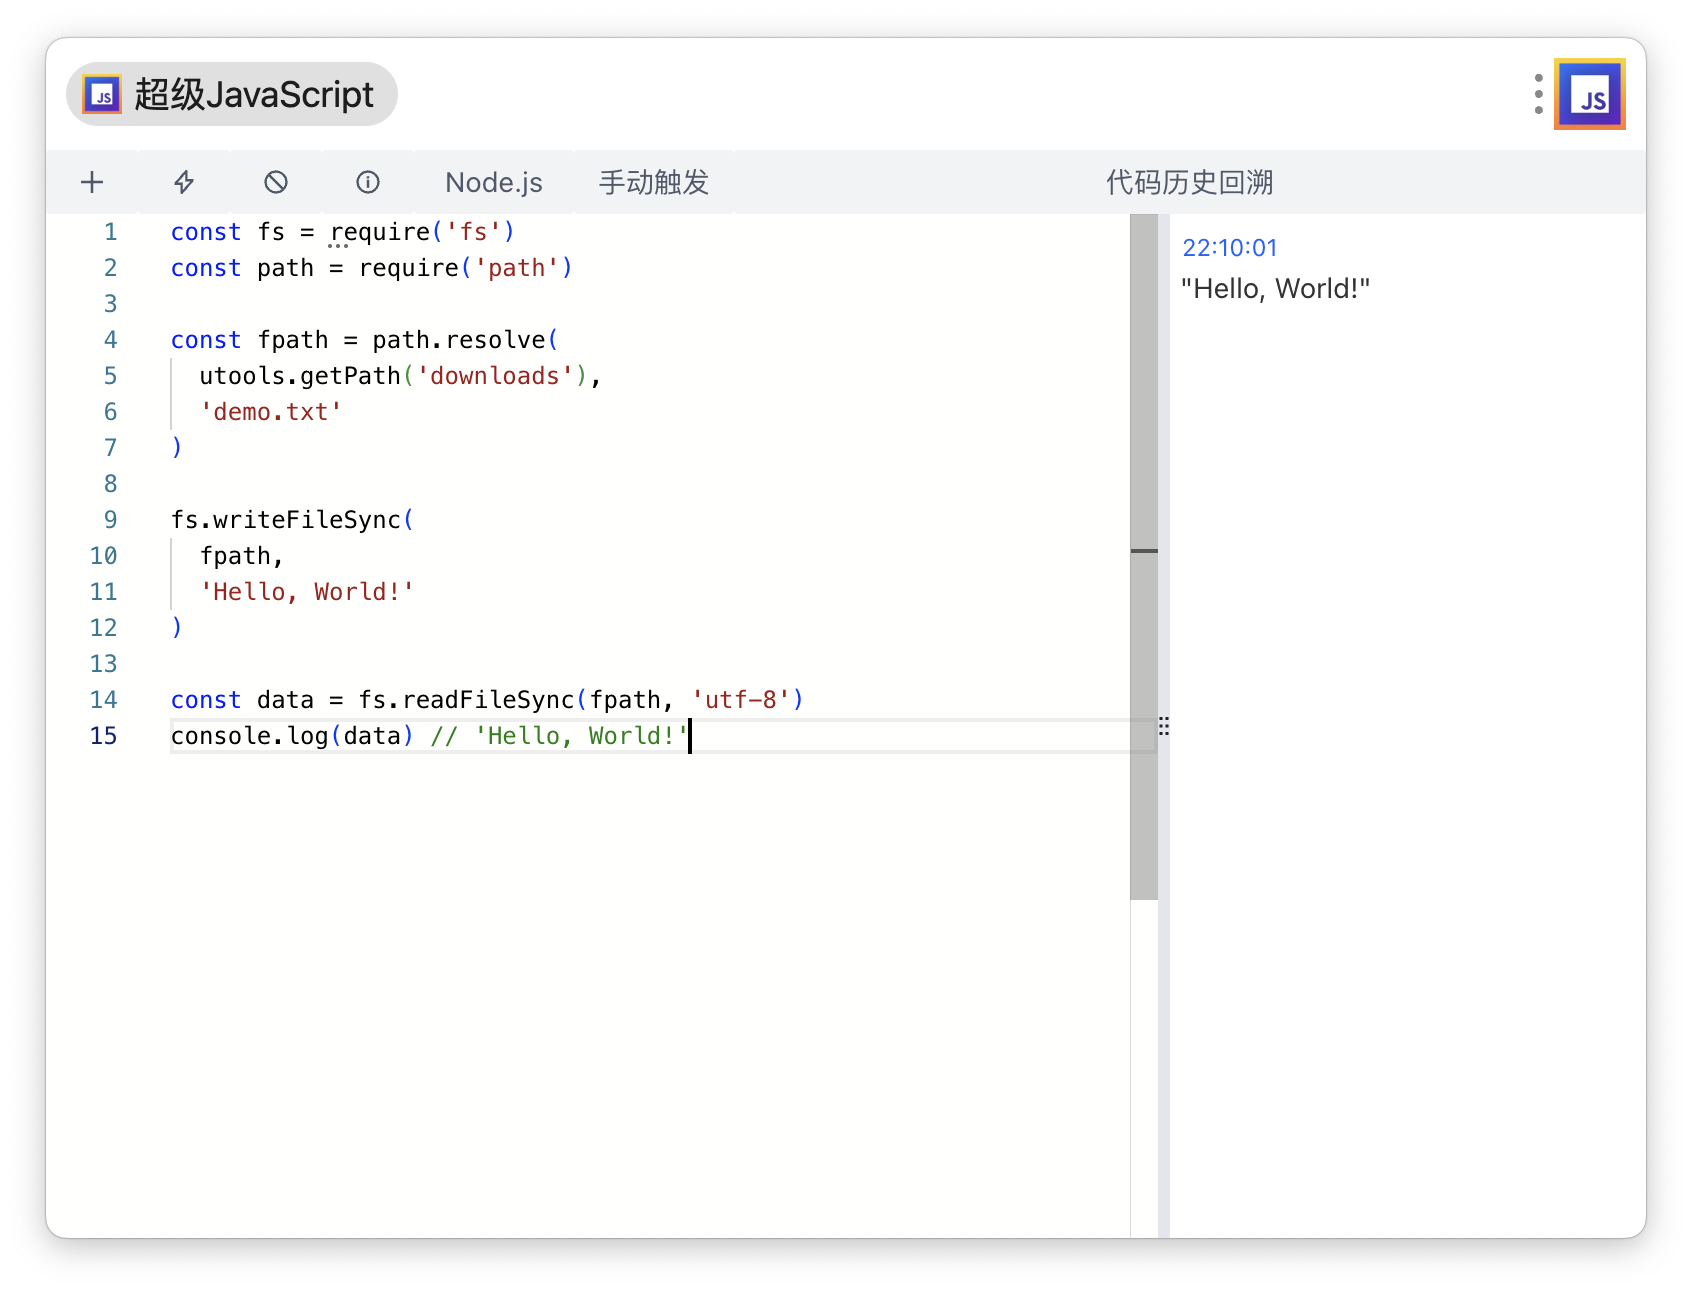 JS 超级JavaScript
JS
Node.js 手动触发 代码历史回溯
1 const fs = require('fs')
2 const path = require('path')
3
4 const fpath = path.resolve(
5   utools.getPath('downloads'),
6   'demo.txt'
7 )
8
9 fs.writeFileSync(
10   fpath,
11   'Hello, World!'
12 )
13
14 const data = fs.readFileSync(fpath, 'utf-8')
15 console.log(data) // 'Hello, World!'
22:10:01
"Hello, World!"